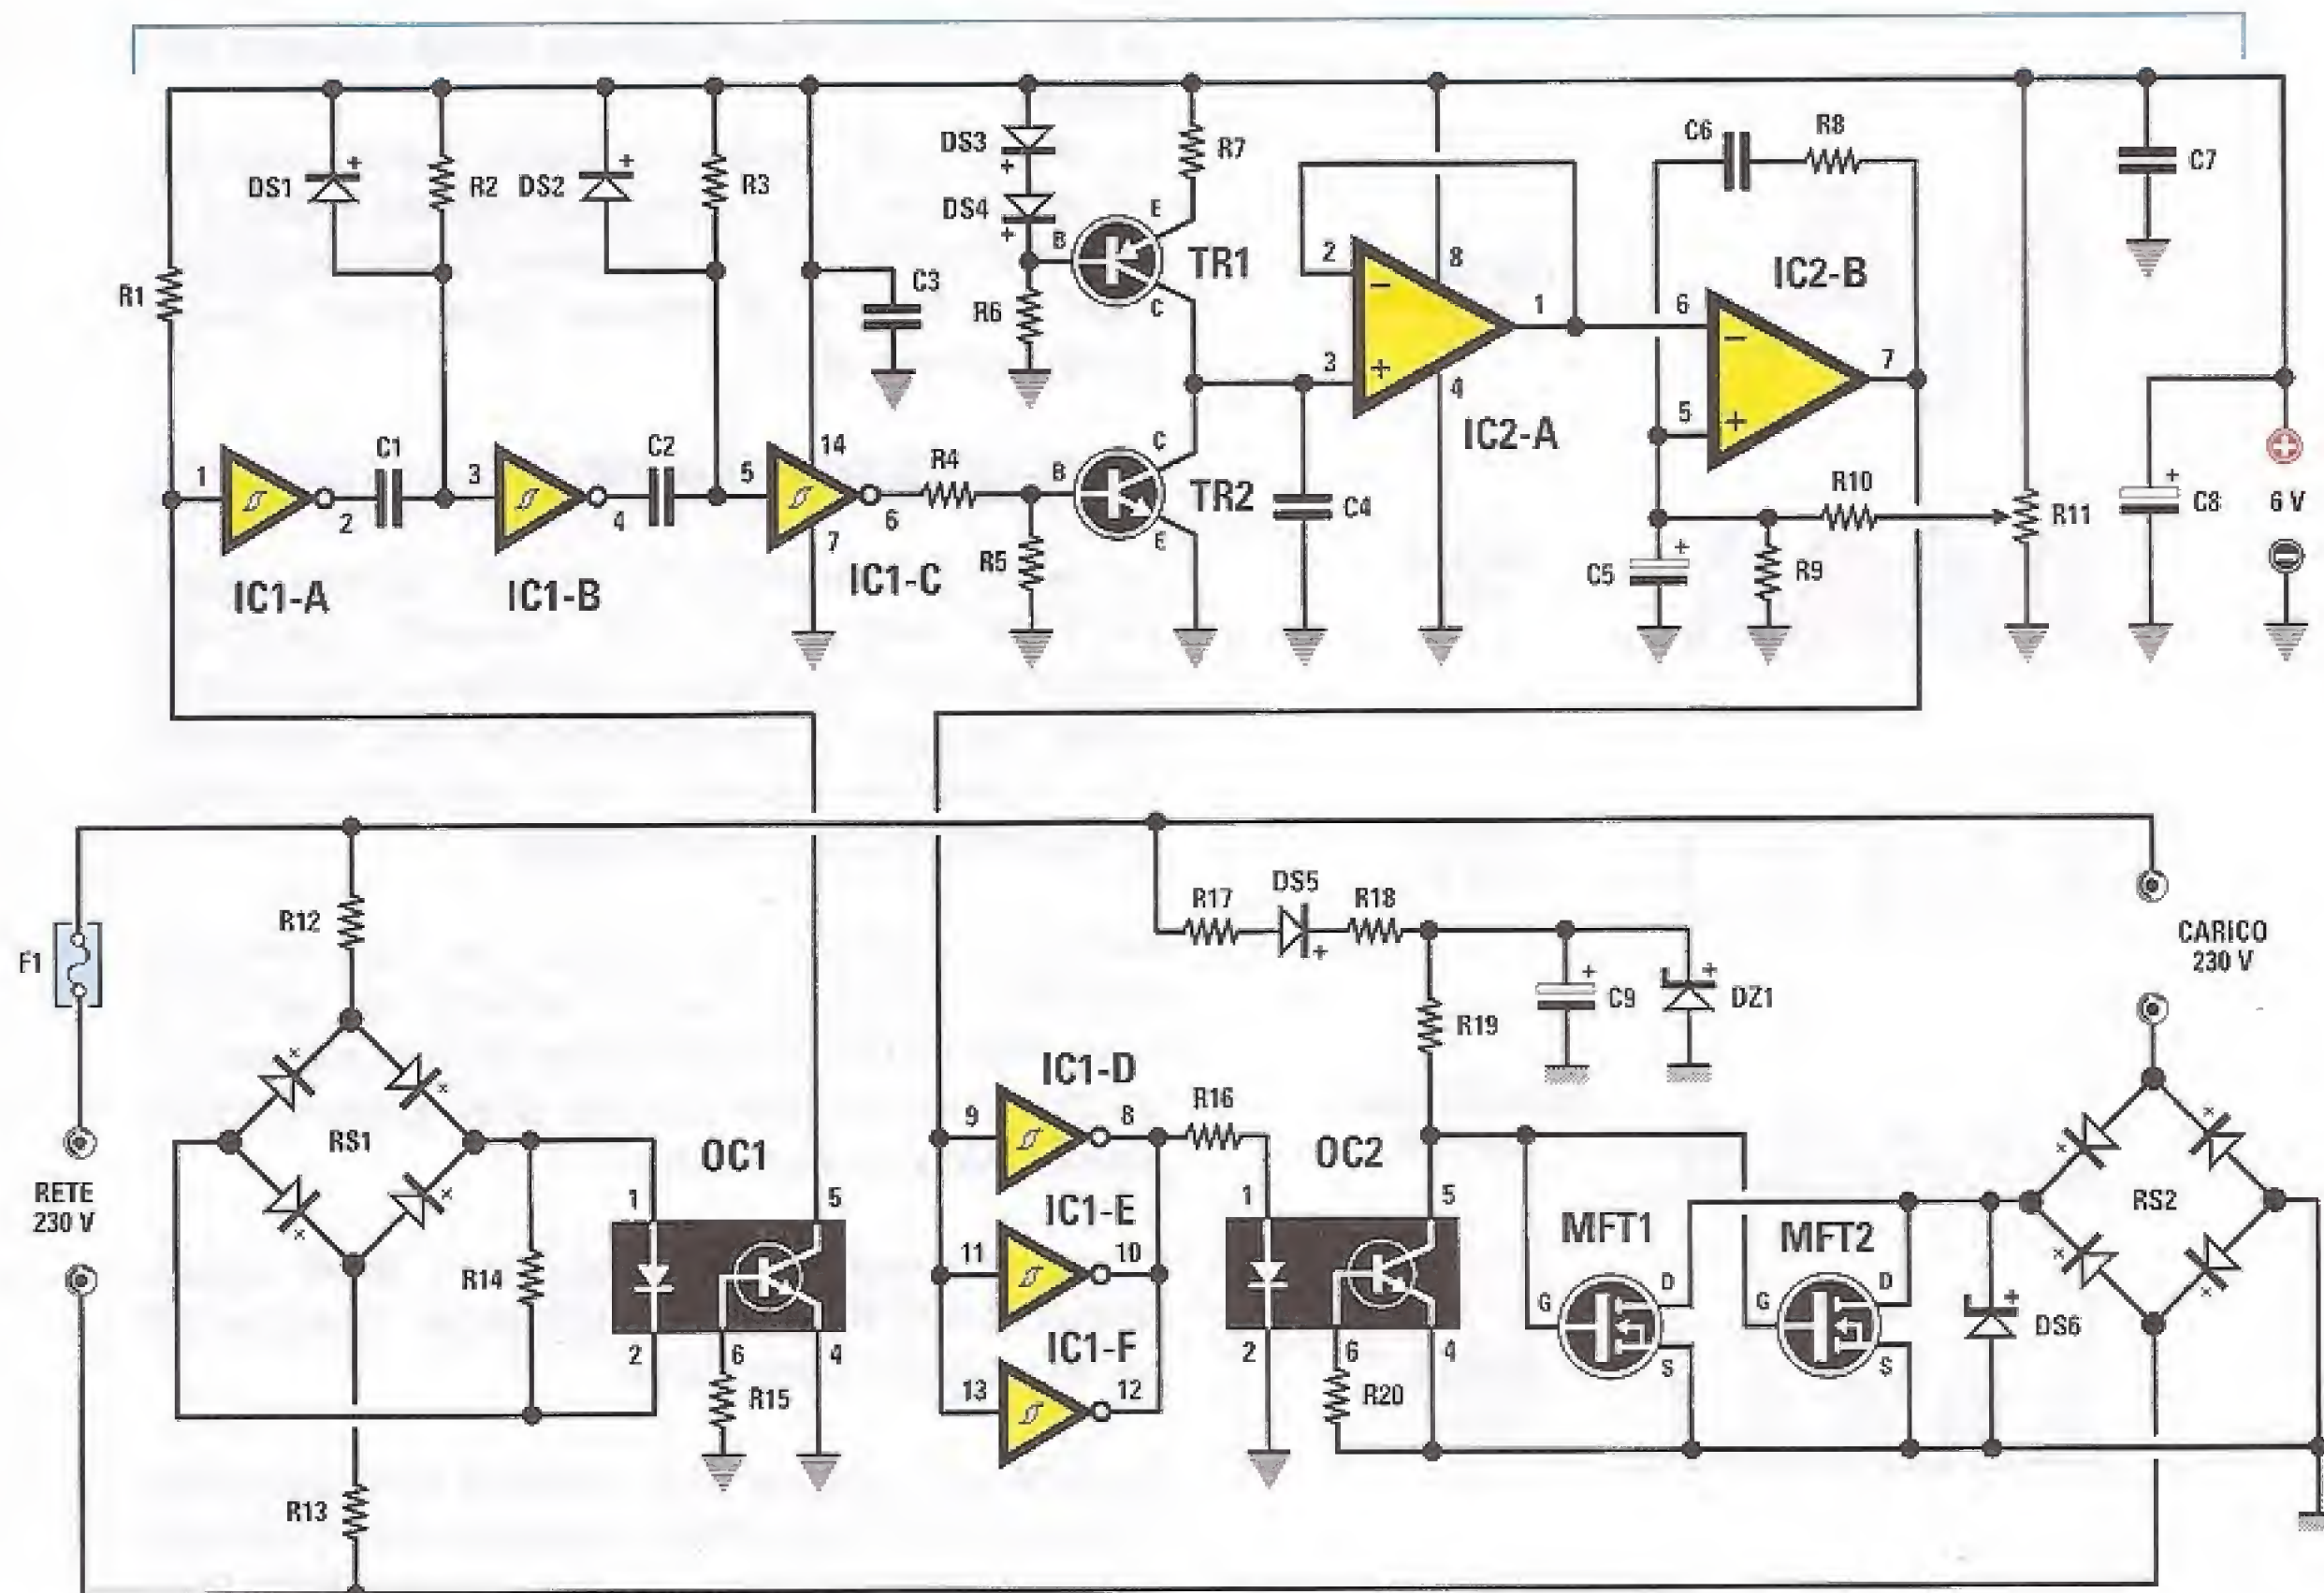 DS1
+
R2
DS2
+
R3
DS3
+
DS4
+
R7
C6
R8
C7
R1
C3
R6
B
E
C
TR1
2
−
8
3
+
4
1
IC2-A
6
−
5
+
7
IC2-B
1
2
C1
3
4
C2
5
14
6
7
R4
R5
B
C
E
TR2
C4
R10
R11
C5
+
R9
C8
+
6 V
IC1-A
IC1-B
IC1-C
F1
R12
R17
DS5
+
R18
R19
C9
+
DZ1
+
CARICO
230 V
RETE
230 V
RS1
R14
OC1
1
5
2
6
4
R15
R13
IC1-D
9
8
R16
IC1-E
11
10
IC1-F
13
12
OC2
1
5
2
6
4
R20
MFT1
G
D
S
MFT2
G
D
S
DS6
+
RS2